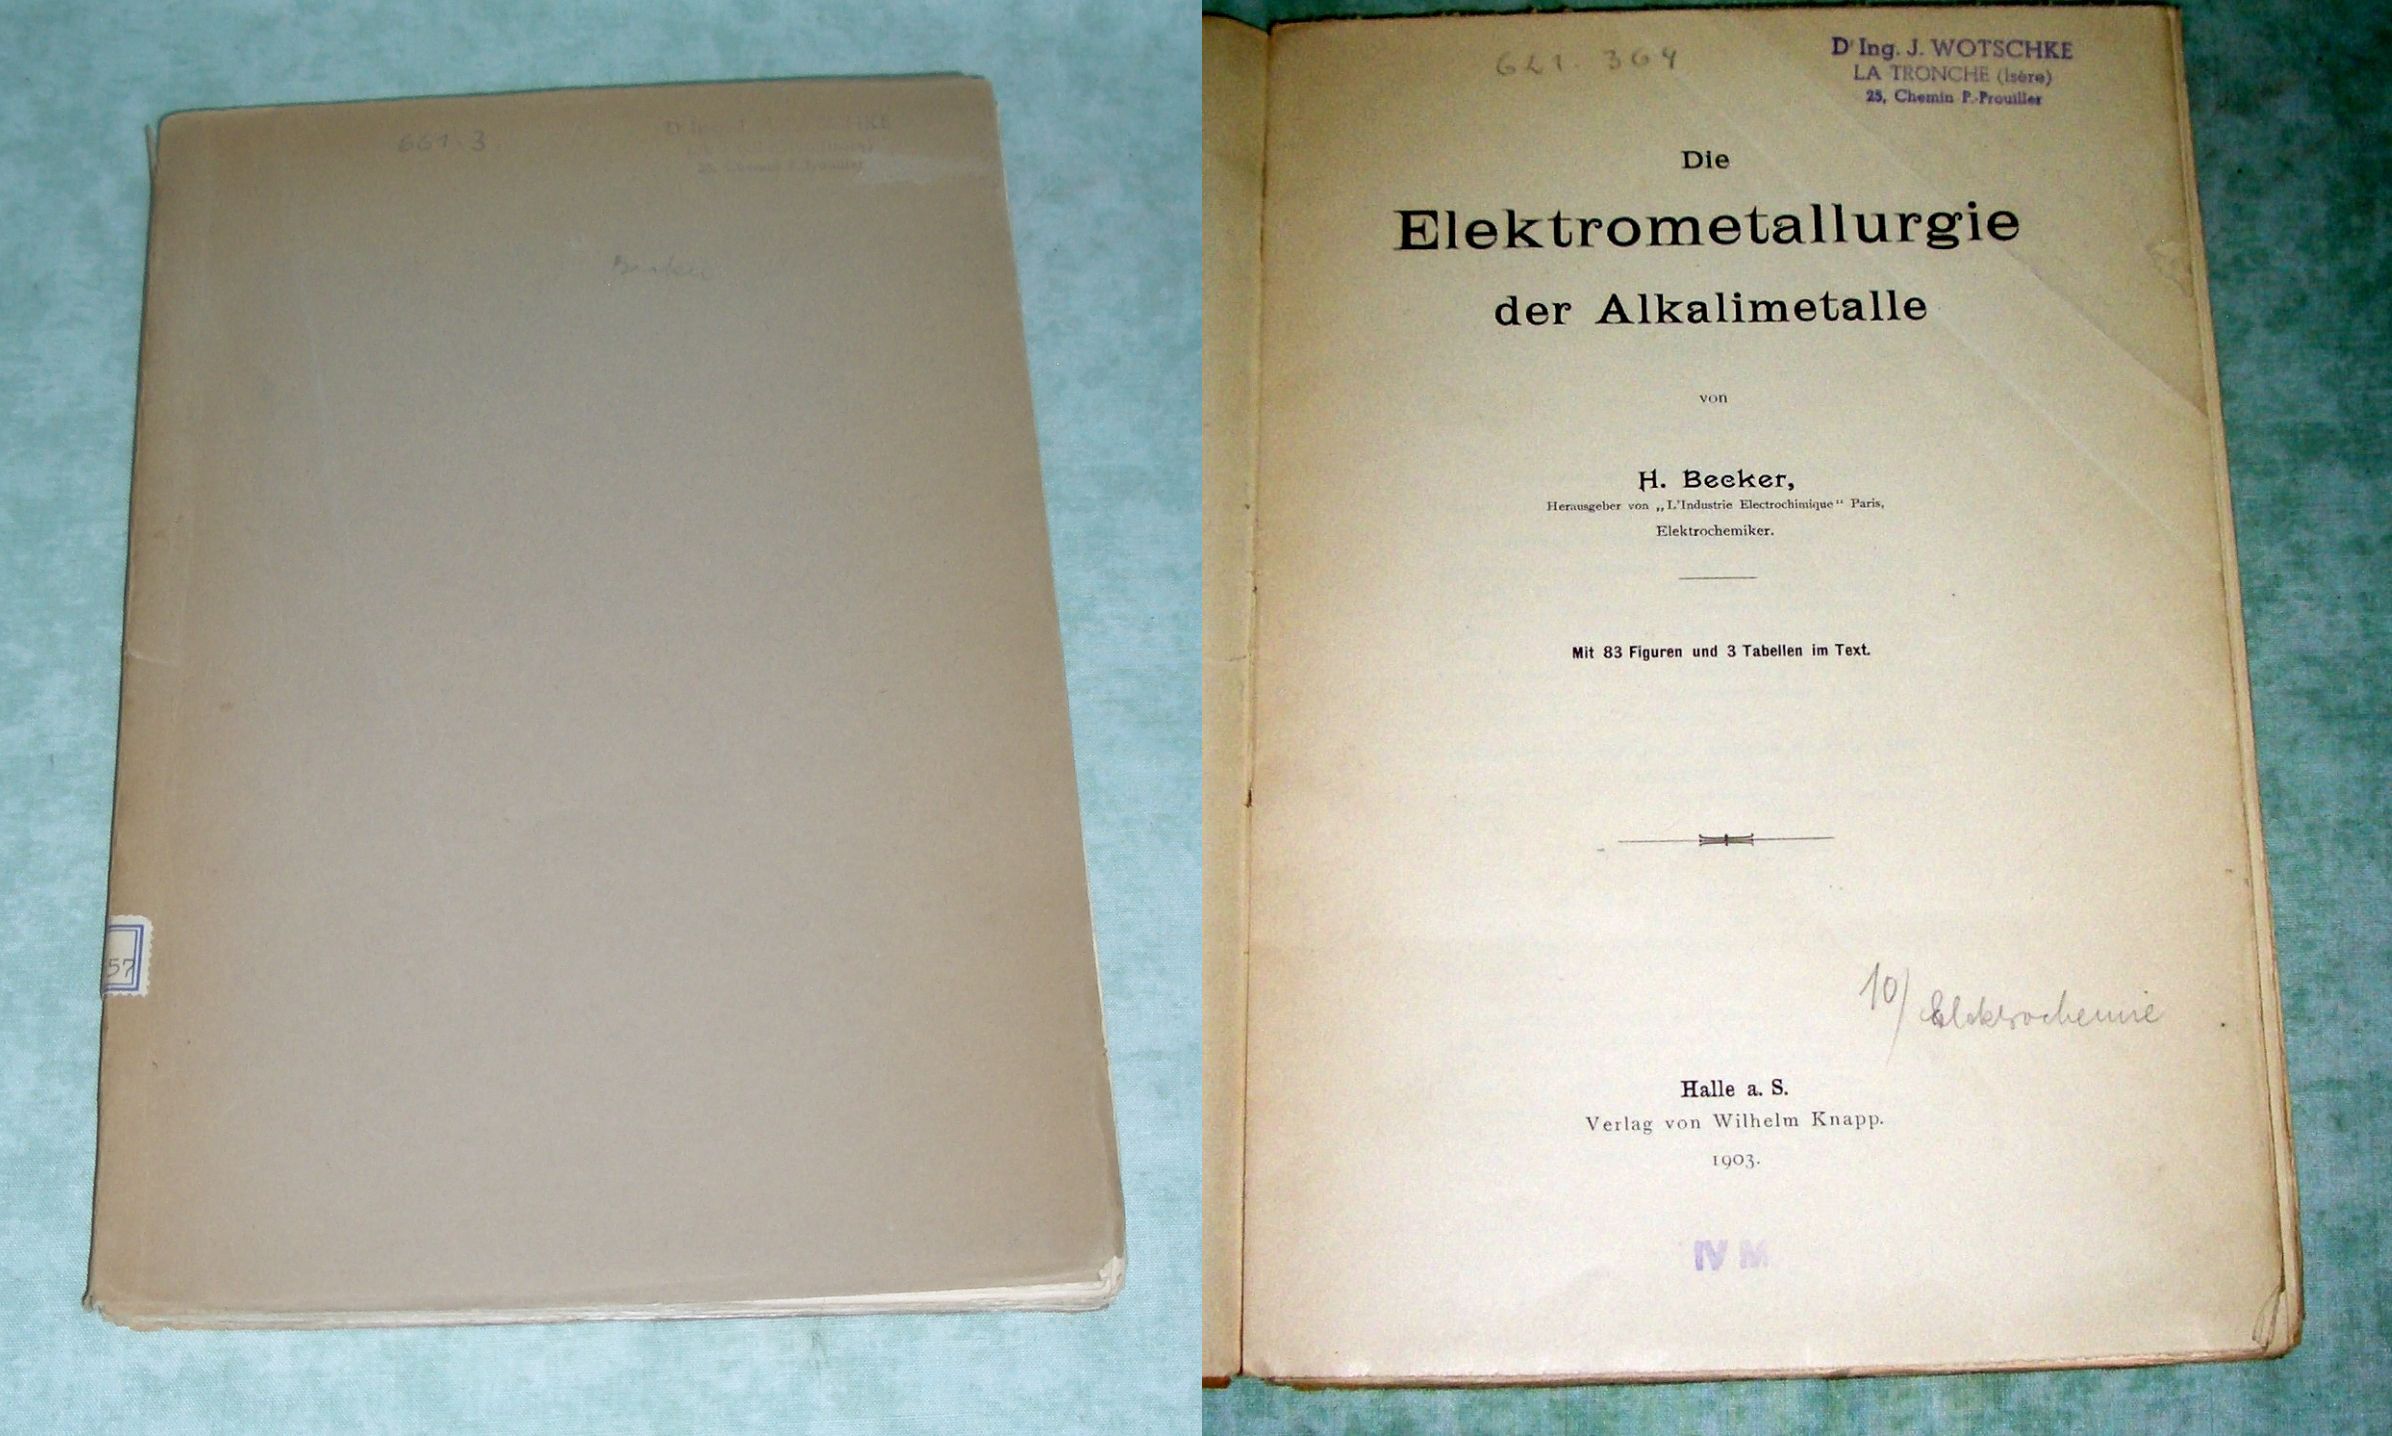 661.3
57
621.364
Dr Ing. J. WOTSCHKE
LA TRONCHE (Isère)
25, Chemin P.-Prouiller
Die
Elektrometallurgie
der Alkalimetalle
von
H. Becker,
Herausgeber von „L'Industrie Electrochimique“ Paris,
Elektrochemiker.
Mit 83 Figuren und 3 Tabellen im Text.
10/ Elektrochemie
Halle a. S.
Verlag von Wilhelm Knapp.
1903.
IV M